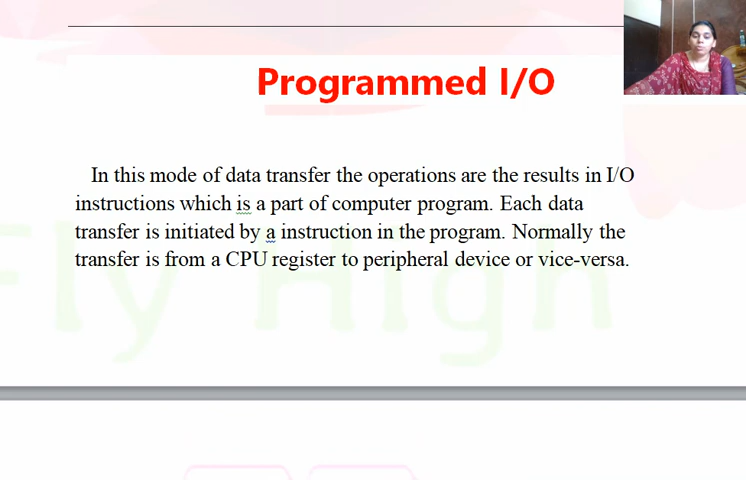 Programmed I/O
In this mode of data transfer the operations are the results in I/O
instructions which is a part of computer program. Each data
transfer is initiated by a instruction in the program. Normally the
transfer is from a CPU register to peripheral device or vice-versa.
Fly High